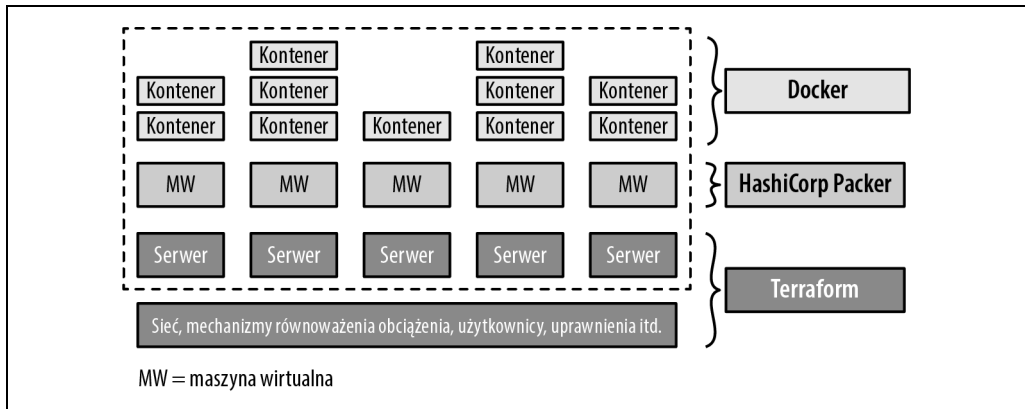 Kontener Kontener
Kontener Kontener Kontener Kontener Docker
Kontener Kontener Kontener Kontener Kontener
MW MW MW MW MW HashiCorp Packer
Serwer Serwer Serwer Serwer Serwer
Terraform
Sieć, mechanizmy równoważenia obciążenia, użytkownicy, uprawnienia itd.
MW = maszyna wirtualna